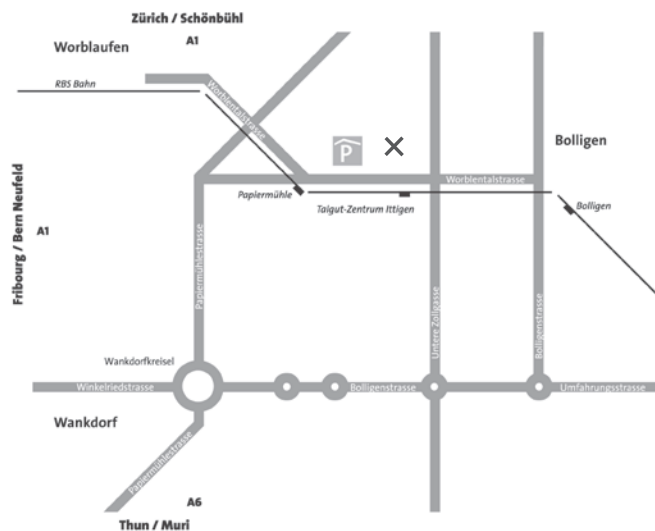 Zürich / Schönbühl
A1
Worblaufen
RBS Bahn
Worblentalstrasse
P
Bolligen
Worblentalstrasse
Papiermühle
Talgut-Zentrum Ittigen
Bolligen
Fribourg / Bern Neufeld
A1
Papiermühlestrasse
Untere Zollgasse
Bolligenstrasse
Wankdorfkreisel
Winkelriedstrasse
Bolligenstrasse
Umfahrungsstrasse
Wankdorf
Papiermühlestrasse
A6
Thun / Muri